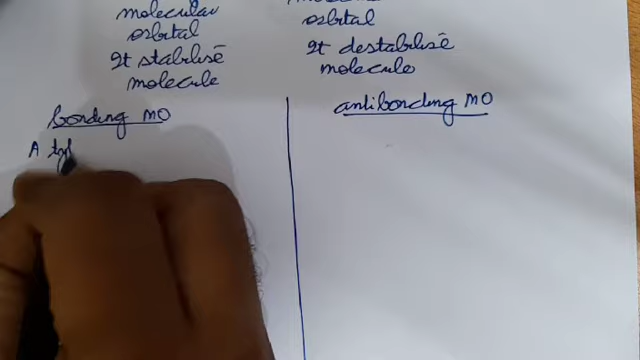 molecular
orbital
orbital
It stabilise
It destabilise
molecule
molecule
bonding MO
antibonding MO
A